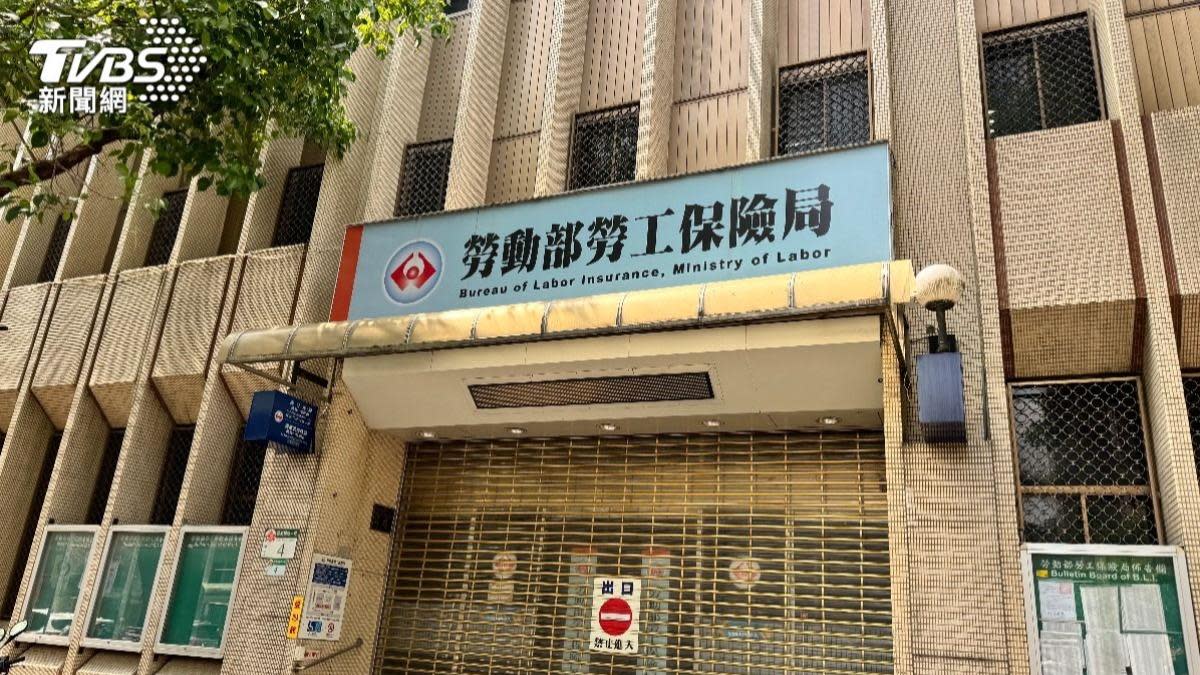 TVBS
新聞網
勞動部勞工保險局
Bureau of Labor Insurance, Ministry of Labor
4
出口
禁止進入
勞動部勞工保險局佈告欄
Bulletin Board of B.L.I.